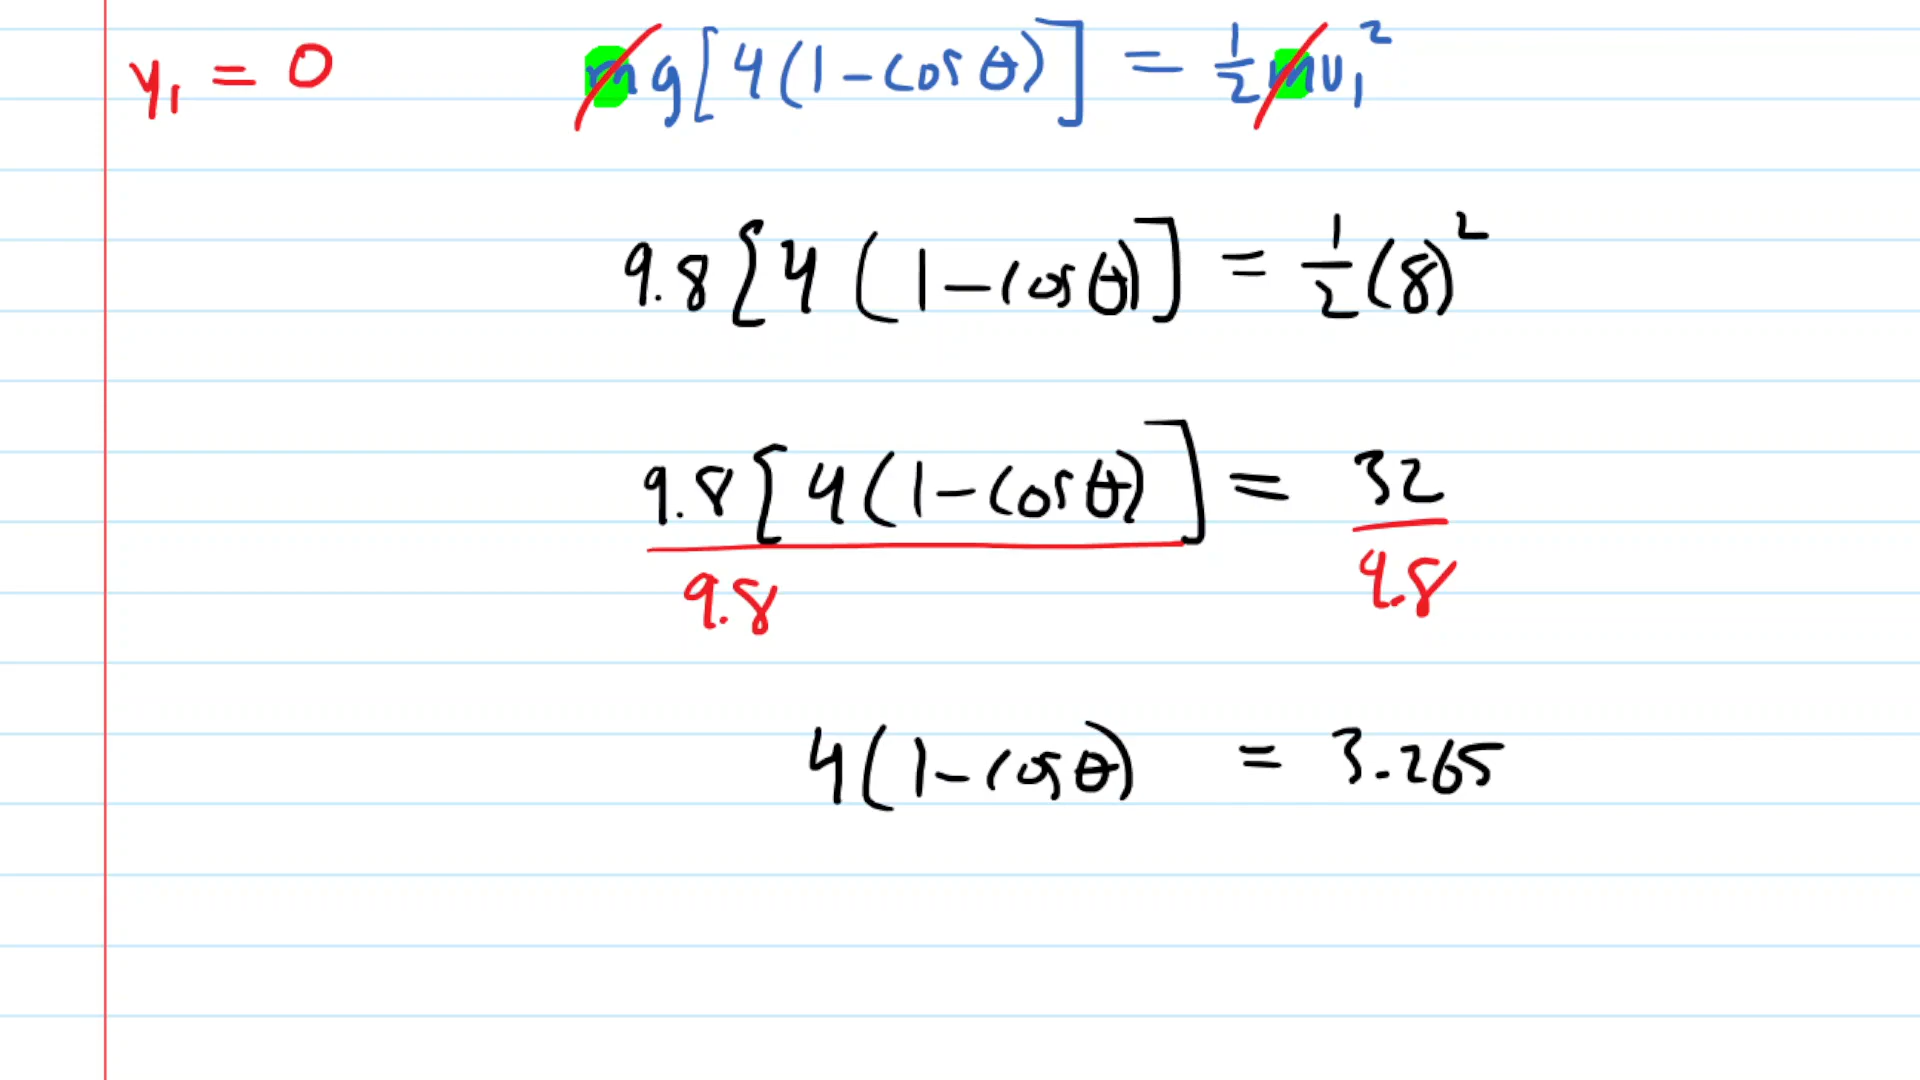 y₁ = 0
mg[4(1-cosθ)] = ½mv₁²
9.8[4(1-cosθ)] = ½(8)²
9.8[4(1-cosθ)] = 32
9.8 9.8
4(1-cosθ) = 3.265